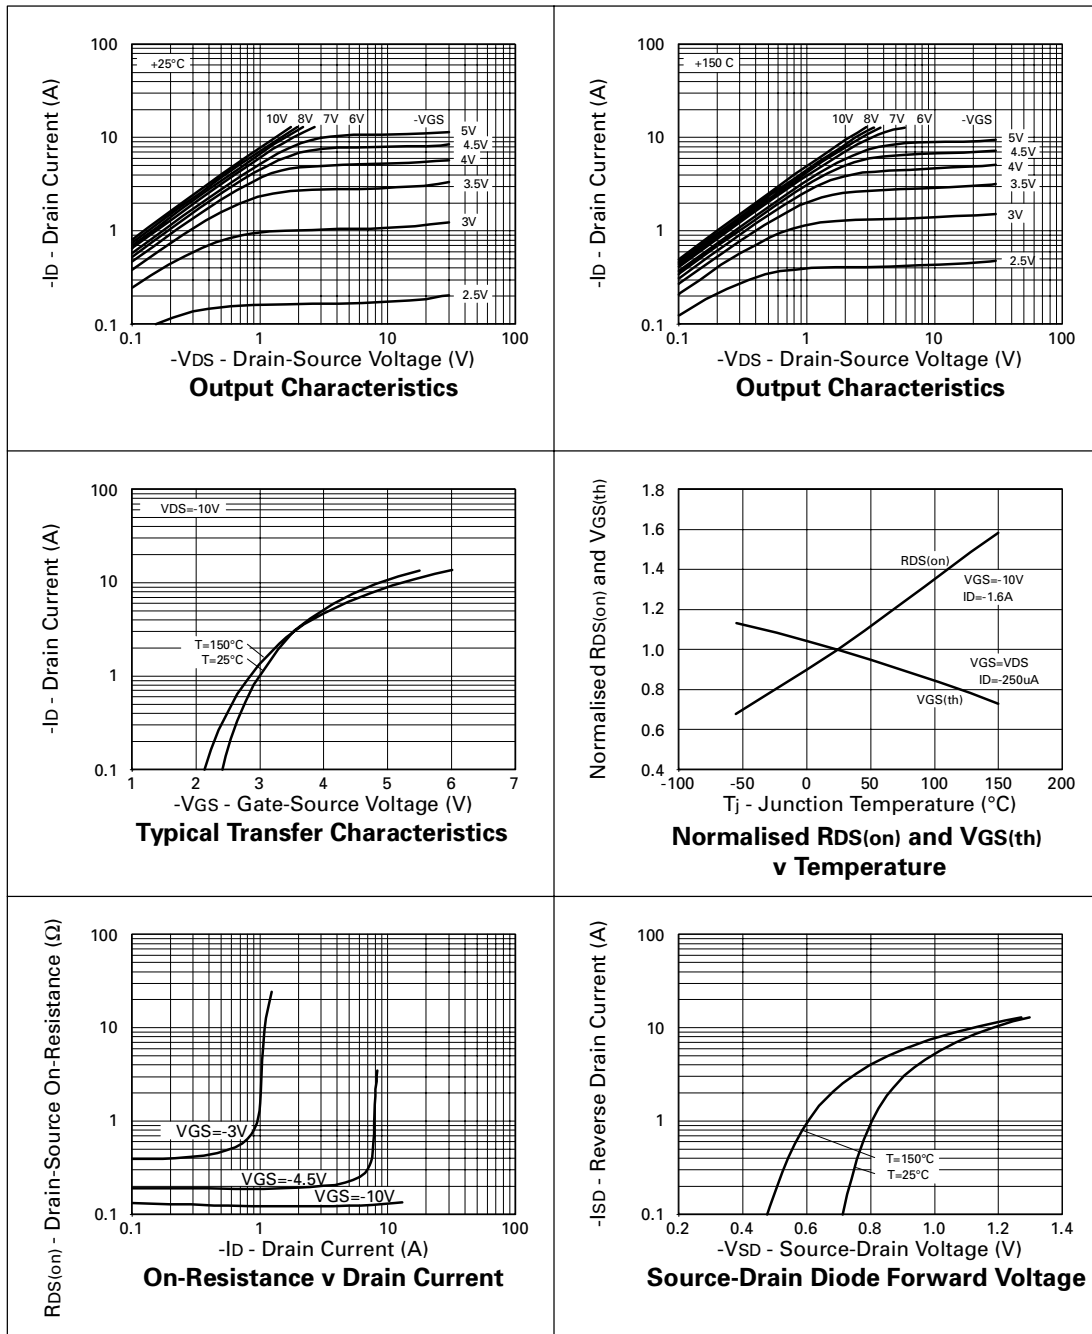 100
10
1
0.1
-ID - Drain Current (A)
+25°C
10V 8V 7V 6V -VGS
5V
4.5V
4V
3.5V
3V
2.5V
0.1 1 10 100
-VDS - Drain-Source Voltage (V)
Output Characteristics
100
10
1
0.1
-ID - Drain Current (A)
+150 C
10V 8V 7V 6V -VGS
5V
4.5V
4V
3.5V
3V
2.5V
0.1 1 10 100
-VDS - Drain-Source Voltage (V)
Output Characteristics
100
10
1
0.1
-ID - Drain Current (A)
VDS=-10V
T=150°C
T=25°C
1 2 3 4 5 6 7
-VGS - Gate-Source Voltage (V)
Typical Transfer Characteristics
1.8
1.6
1.4
1.2
1.0
0.8
0.6
0.4
Normalised RDS(on) and VGS(th)
RDS(on)
VGS=-10V
ID=-1.6A
VGS=VDS
ID=-250uA
VGS(th)
-100 -50 0 50 100 150 200
Tj - Junction Temperature (°C)
Normalised RDS(on) and VGS(th)
v Temperature
100
10
1
0.1
RDS(on) - Drain-Source On-Resistance (Ω)
VGS=-3V
VGS=-4.5V
VGS=-10V
0.1 1 10 100
-ID - Drain Current (A)
On-Resistance v Drain Current
100
10
1
0.1
-ISD - Reverse Drain Current (A)
T=150°C
T=25°C
0.2 0.4 0.6 0.8 1.0 1.2 1.4
-VSD - Source-Drain Voltage (V)
Source-Drain Diode Forward Voltage